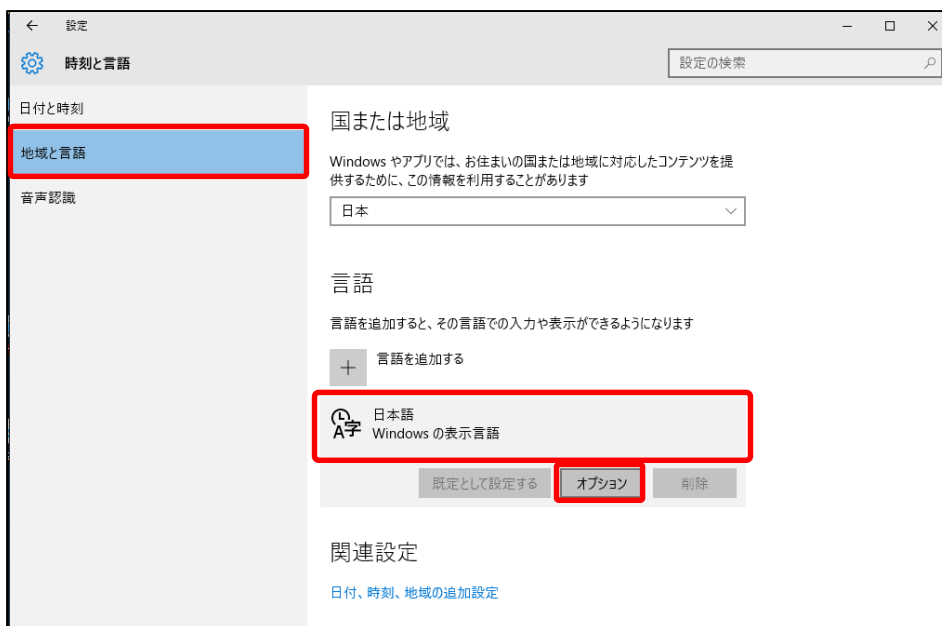 設定
時刻と言語
設定の検索
日付と時刻
地域と言語
音声認識
国または地域
Windows やアプリでは、お住まいの国または地域に対応したコンテンツを提
供するために、この情報を利用することがあります
日本
言語
言語を追加すると、その言語での入力や表示ができるようになります
言語を追加する
日本語
Windows の表示言語
既定として設定する オプション 削除
関連設定
日付、時刻、地域の追加設定